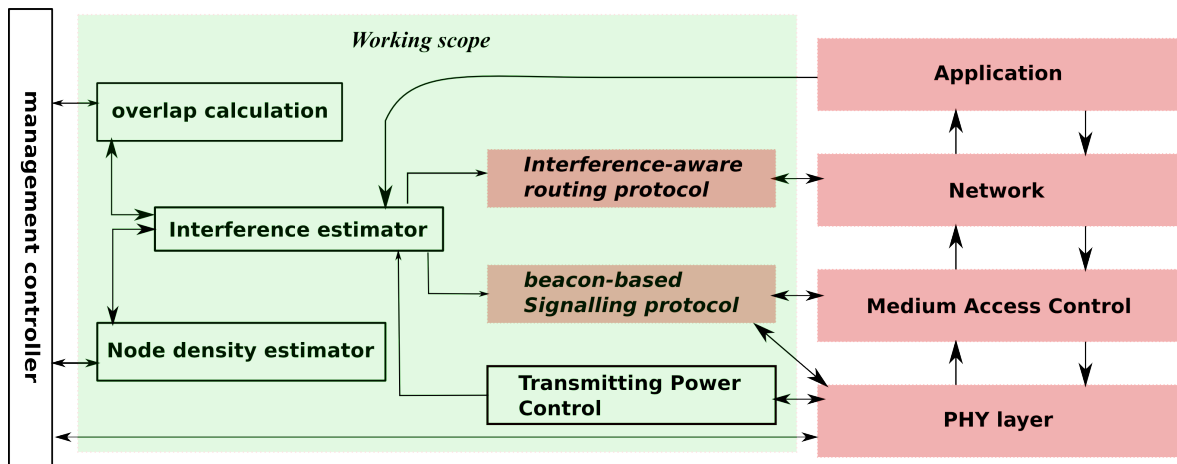 Working scope
management controller
overlap calculation
Application
Interference-aware
routing protocol
Network
Interference estimator
beacon-based
Signalling protocol
Medium Access Control
Node density estimator
Transmitting Power
Control
PHY layer